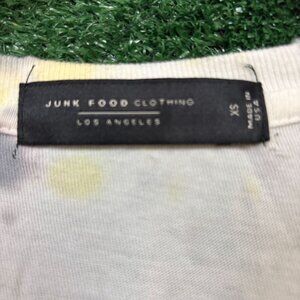 JUNK FOOD CLOTHING
LOS ANGELES
XS
MADE IN
USA